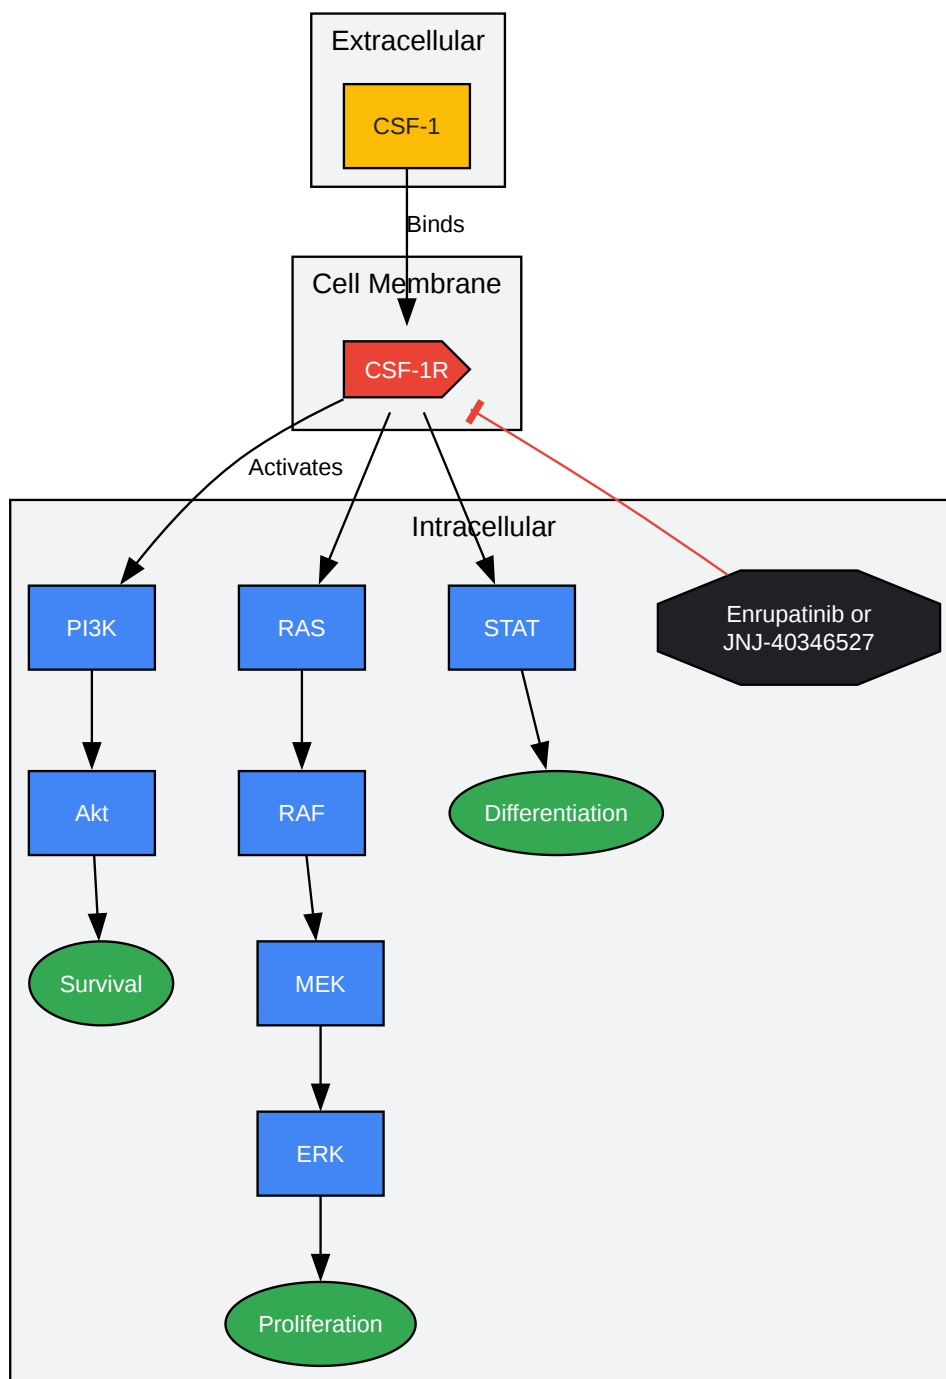 Extracellular
CSF-1
Binds
Cell Membrane
CSF-1R
Activates
Intracellular
PI3K
RAS
STAT
Enrupatinib or
JNJ-40346527
Akt
RAF
Differentiation
Survival
MEK
ERK
Proliferation